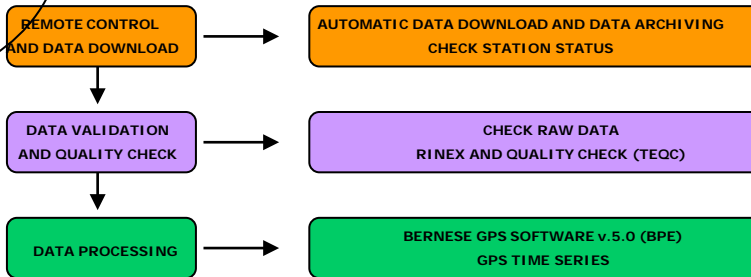 REMOTE CONTROL
AND DATA DOWNLOAD
AUTOMATIC DATA DOWNLOAD AND DATA ARCHIVING
CHECK STATION STATUS
DATA VALIDATION
AND QUALITY CHECK
CHECK RAW DATA
RINEX AND QUALITY CHECK (TEQC)
DATA PROCESSING
BERNESE GPS SOFTWARE v.5.0 (BPE)
GPS TIME SERIES